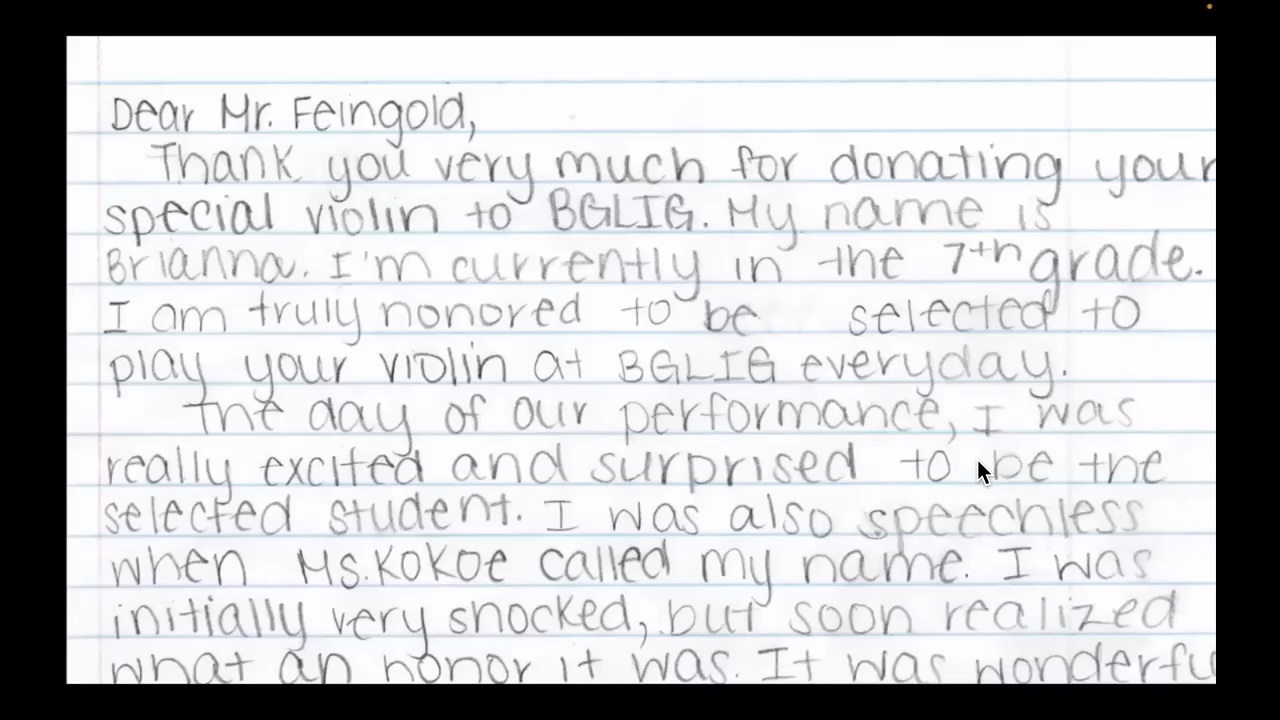 Dear Mr. Feingold,
Thank you very much for donating your
special violin to BGLIG. My name is
Brianna. I'm currently in the 7th grade.
I am truly honored to be selected to
play your violin at BGLIG everyday.
The day of our performance, I was
really excited and surprised to be the
selected student. I was also speechless
when Ms.Kokoe called my name. I was
initially very shocked, but soon realized
what an honor it was. It was wonderfu